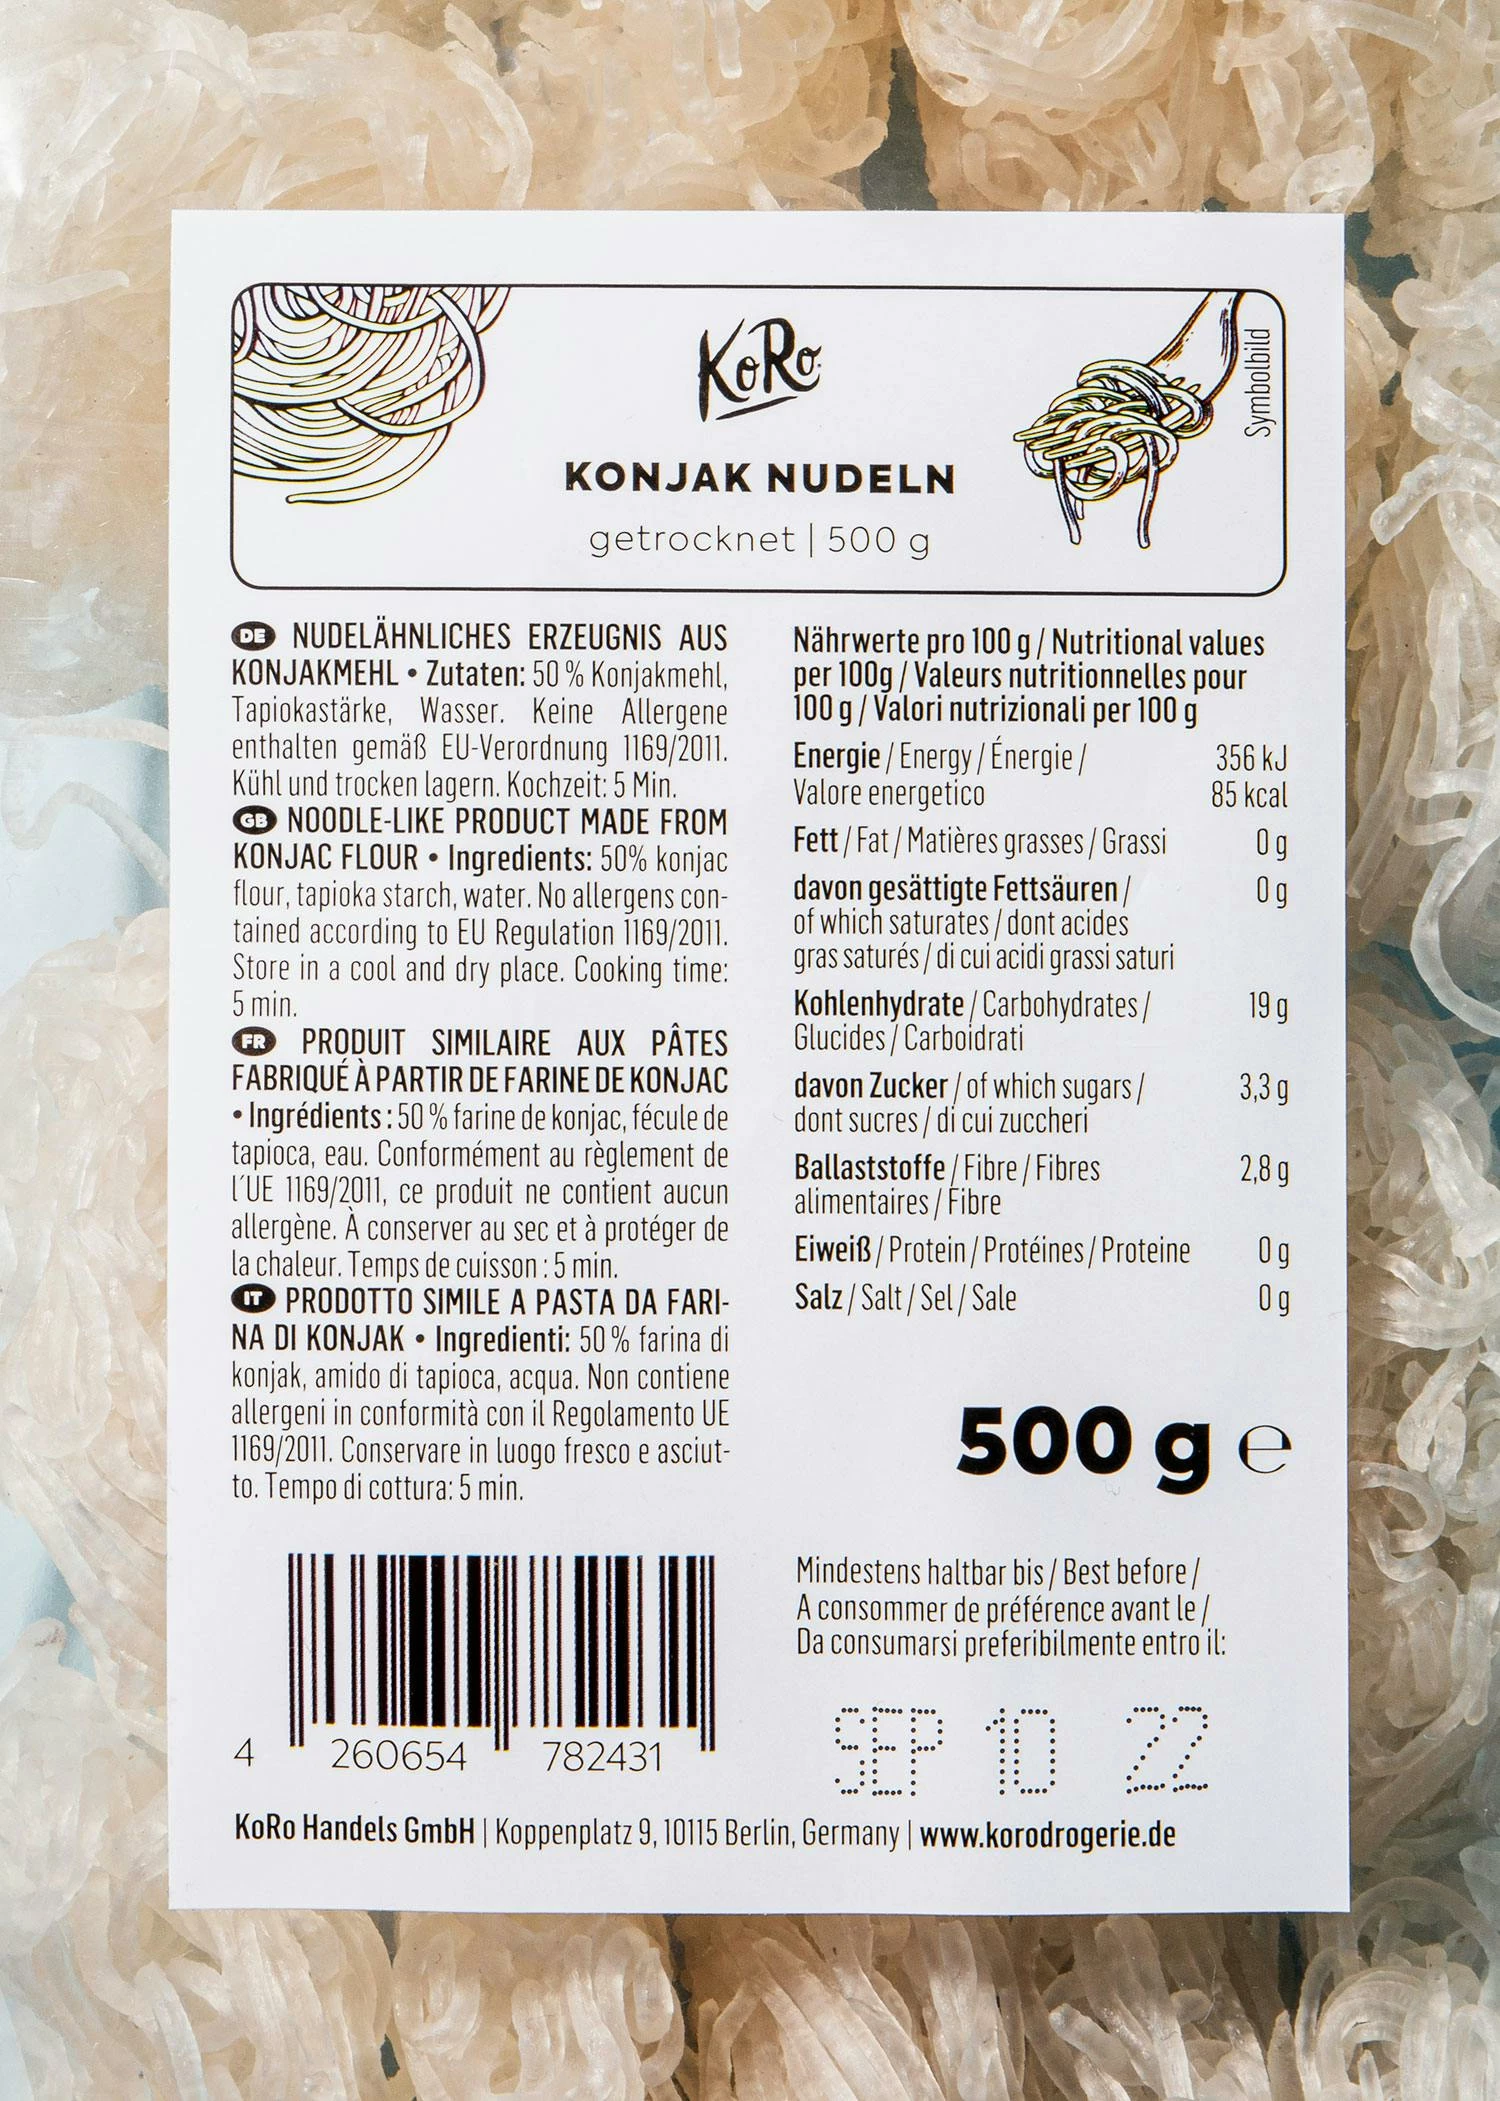 KoRo
Symbolbild
KONJAK NUDELN
getrocknet | 500 g
DE NUDELÄHNLICHES ERZEUGNIS AUS
KONJAKMEHL • Zutaten: 50 % Konjakmehl,
Tapiokastärke, Wasser. Keine Allergene
enthalten gemäß EU-Verordnung 1169/2011.
Kühl und trocken lagern. Kochzeit: 5 Min.
GB NOODLE-LIKE PRODUCT MADE FROM
KONJAC FLOUR • Ingredients: 50% konjac
flour, tapioka starch, water. No allergens con-
tained according to EU Regulation 1169/2011.
Store in a cool and dry place. Cooking time:
5 min.
FR PRODUIT SIMILAIRE AUX PÂTES
FABRIQUÉ À PARTIR DE FARINE DE KONJAC
• Ingrédients : 50 % farine de konjac, fécule de
tapioca, eau. Conformément au règlement de
l´UE 1169/2011, ce produit ne contient aucun
allergène. À conserver au sec et à protéger de
la chaleur. Temps de cuisson : 5 min.
IT PRODOTTO SIMILE A PASTA DA FARI-
NA DI KONJAK • Ingredienti: 50 % farina di
konjak, amido di tapioca, acqua. Non contiene
allergeni in conformità con il Regolamento UE
1169/2011. Conservare in luogo fresco e asciut-
to. Tempo di cottura: 5 min.
Nährwerte pro 100 g / Nutritional values
per 100g / Valeurs nutritionnelles pour
100 g / Valori nutrizionali per 100 g
Energie / Energy / Énergie / 356 kJ
Valore energetico 85 kcal
Fett / Fat / Matières grasses / Grassi 0 g
davon gesättigte Fettsäuren / 0 g
of which saturates / dont acides
gras saturés / di cui acidi grassi saturi
Kohlenhydrate / Carbohydrates / 19 g
Glucides / Carboidrati
davon Zucker / of which sugars / 3,3 g
dont sucres / di cui zuccheri
Ballaststoffe / Fibre / Fibres 2,8 g
alimentaires / Fibre
Eiweiß / Protein / Protéines / Proteine 0 g
Salz / Salt / Sel / Sale 0 g
500 g e
Mindestens haltbar bis / Best before /
A consommer de préférence avant le /
Da consumarsi preferibilmente entro il:
SEP 10 22
4 260654 782431
KoRo Handels GmbH | Koppenplatz 9, 10115 Berlin, Germany | www.korodrogerie.de